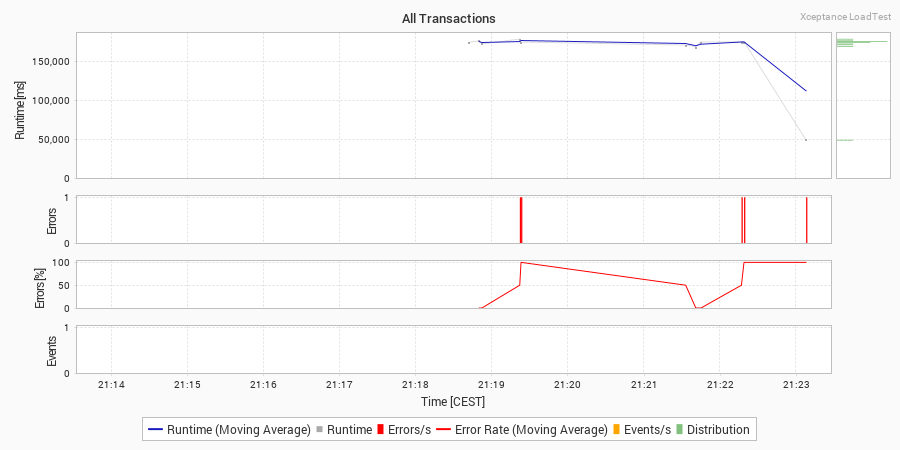 All Transactions
Xceptance LoadTest
Runtime [ms]
150,000
100,000
50,000
0
Errors
1
0
Errors [%]
100
50
0
Events
1
0
21:14 21:15 21:16 21:17 21:18 21:19 21:20 21:21 21:22 21:23
Time [CEST]
Runtime (Moving Average) Runtime Errors/s Error Rate (Moving Average) Events/s Distribution